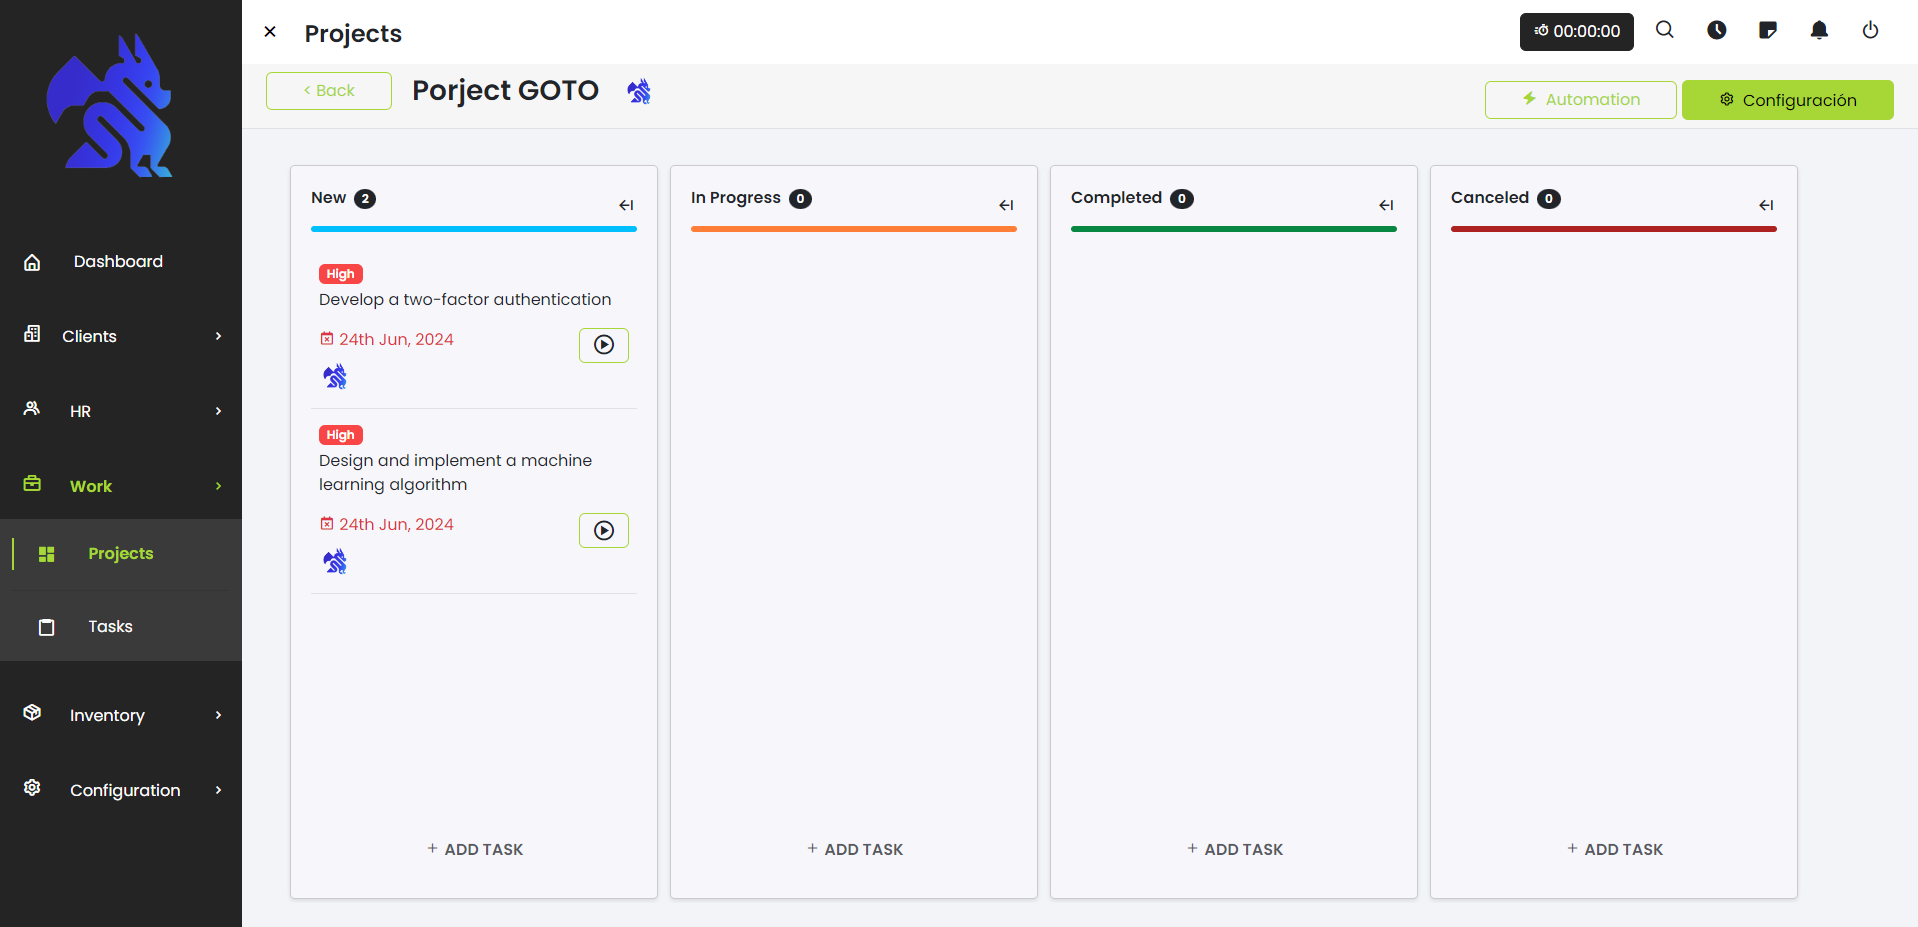 Projects
00:00:00
< Back
Porject GOTO
Automation
Configuración
Dashboard
Clients
HR
Work
Projects
Tasks
Inventory
Configuration
New 2
High
Develop a two-factor authentication
24th Jun, 2024
High
Design and implement a machine
learning algorithm
24th Jun, 2024
+ ADD TASK
In Progress 0
+ ADD TASK
Completed 0
+ ADD TASK
Canceled 0
+ ADD TASK